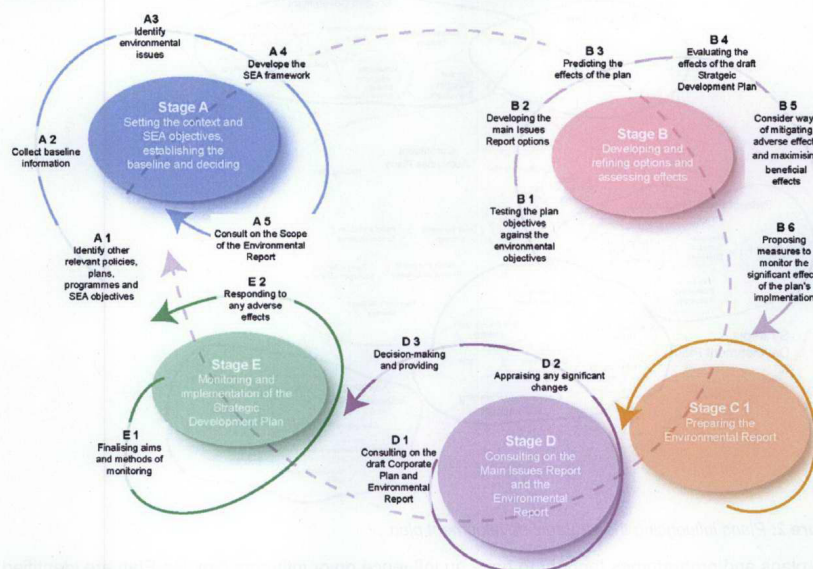 A 3
Identify
environmental
issues
A 4
Develope the
SEA framework
Stage A
Setting the context and
SEA objectives,
establishing the
baseline and deciding
A 2
Collect baseline
information
A 1
Identify other
relevant policies,
plans,
programmes and
SEA objectives
A 5
Consult on the Scope
of the Environmental
Report
B 3
Predicting the
effects of the plan
B 4
Evaluating the
effects of the draft
Stratgeic
Development Plan
B 2
Developing the
main Issues
Report options
Stage B
Developing and
refining options and
assessing effects
B 5
Consider way
of mitigating
adverse effect
and maximisin
beneficial
effects
B 1
Testing the plan
objectives
against the
environmental
objectives
B 6
Proposing
measures to
monitor the
significant effec
of the plan's
implmentation
E 2
Responding to
any adverse
effects
Stage E
Monitoring and
implementation of the
Strategic
Development Plan
E 1
Finalising aims
and methods of
monitoring
D 3
Decision-making
and providing
D 2
Appraising any significant
changes
D 1
Consulting on the
draft Corporate
Plan and
Environmental
Report
Stage D
Consulting on the
Main Issues Report
and the
Environmental
Report
Stage C 1
Preparing the
Environmental Report